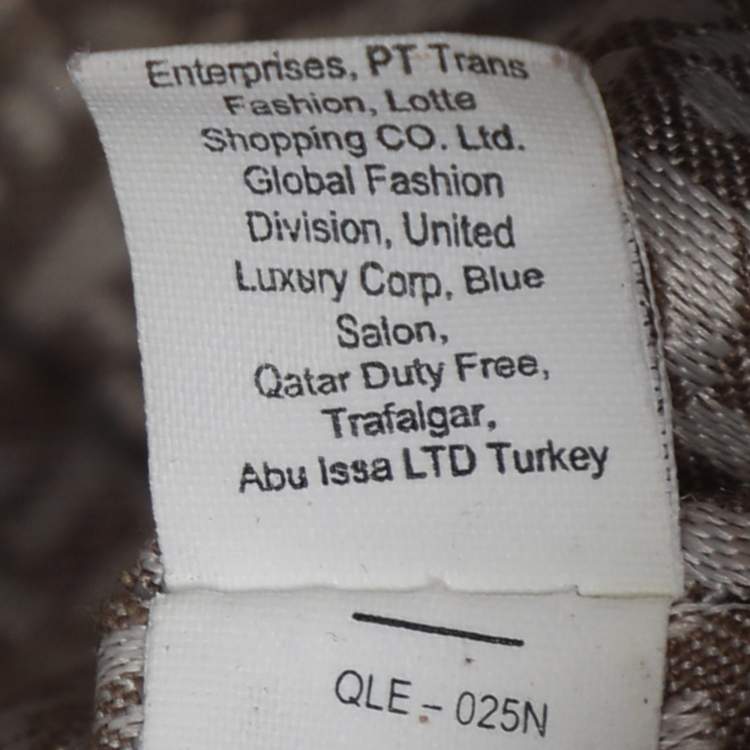 Enterprises, PT Trans
Fashion, Lotte
Shopping CO. Ltd.
Global Fashion
Division, United
Luxury Corp, Blue
Salon,
Qatar Duty Free,
Trafalgar,
Abu Issa LTD Turkey
QLE - 025N